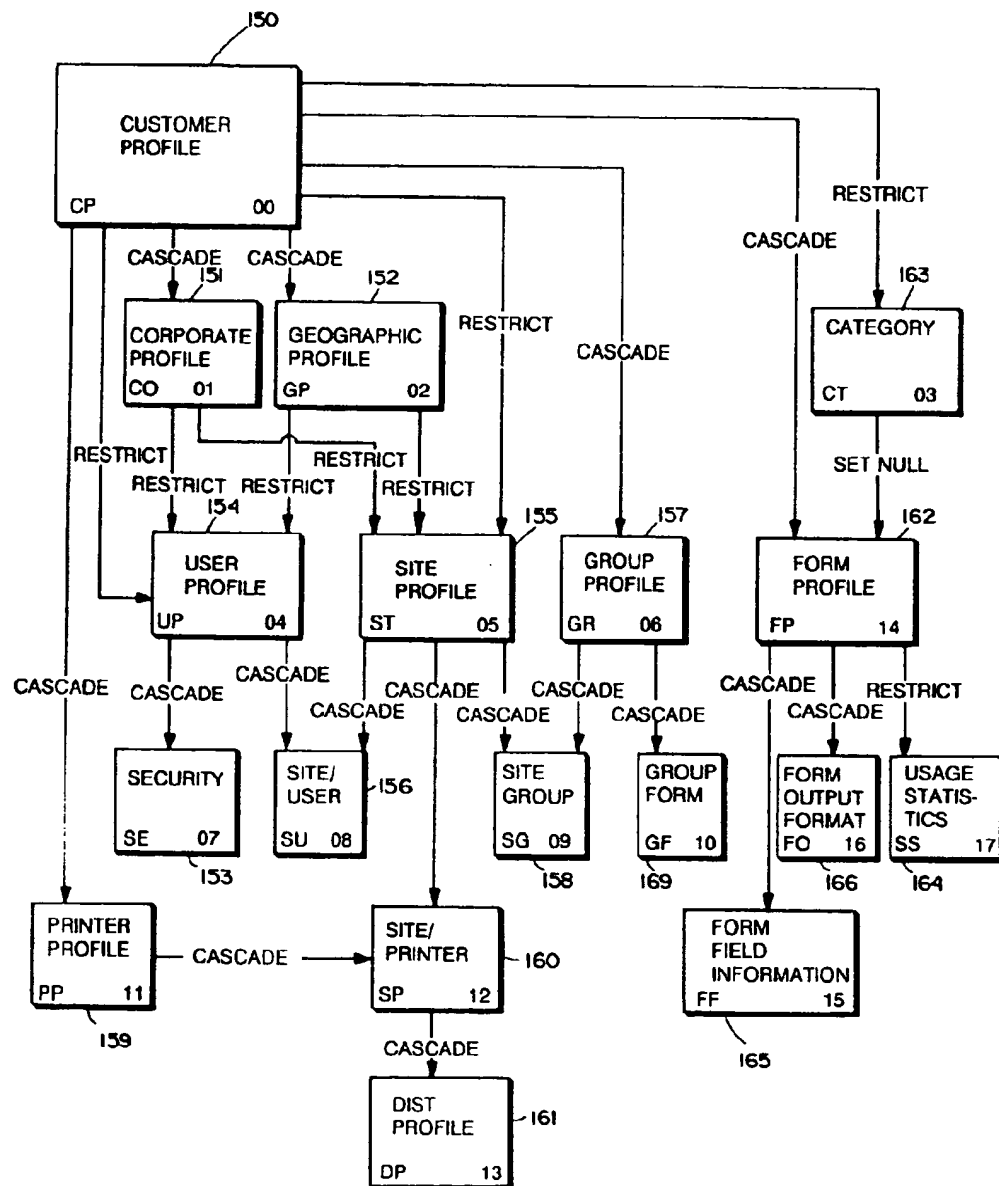 150
CUSTOMER
PROFILE
CP 00
RESTRICT
CASCADE
CASCADE
CASCADE
151
152
163
RESTRICT
CASCADE
CORPORATE
PROFILE
CO 01
GEOGRAPHIC
PROFILE
GP 02
CATEGORY
CT 03
RESTRICT
RESTRICT
RESTRICT
RESTRICT
RESTRICT
SET NULL
154
155
157
162
USER
PROFILE
UP 04
SITE
PROFILE
ST 05
GROUP
PROFILE
GR 06
FORM
PROFILE
FP 14
CASCADE
CASCADE
CASCADE
CASCADE
CASCADE
CASCADE
CASCADE
CASCADE
CASCADE
CASCADE
RESTRICT
SECURITY
SE 07
153
SITE/
USER
SU 08
156
SITE
GROUP
SG 09
158
GROUP
FORM
GF 10
169
FORM
OUTPUT
FORMAT
FO 16
166
USAGE
STATIS-
TICS
SS 17
164
PRINTER
PROFILE
PP 11
159
CASCADE
SITE/
PRINTER
SP 12
160
FORM
FIELD
INFORMATION
FF 15
165
CASCADE
DIST
PROFILE
DP 13
161